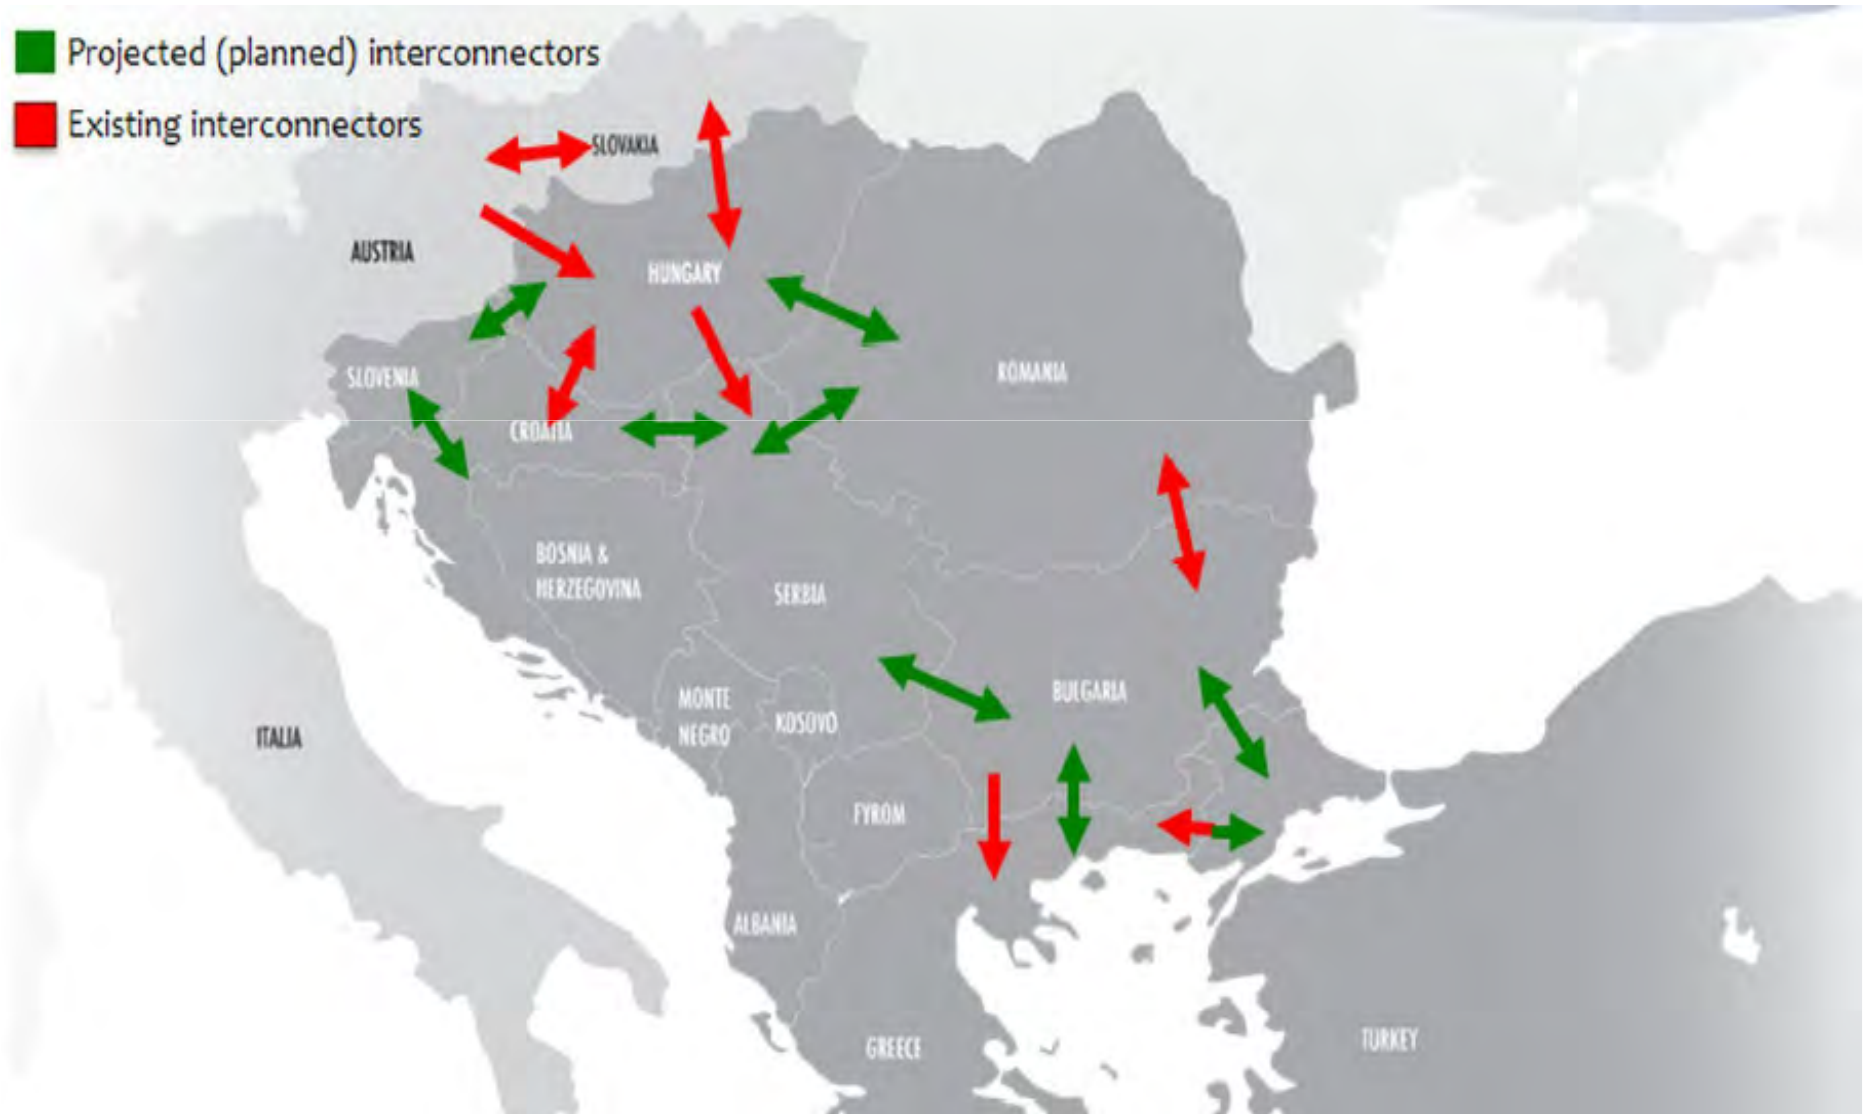 Projected (planned) interconnectors
Existing interconnectors
SLOVAKIA
AUSTRIA
HUNGARY
SLOVENIA
ROMANIA
CROATIA
BOSNIA &
HERZEGOVINA
SERBIA
MONTE
NEGRO
KOSOVO
BULGARIA
ITALIA
FYROM
ALBANIA
GREECE
TURKEY